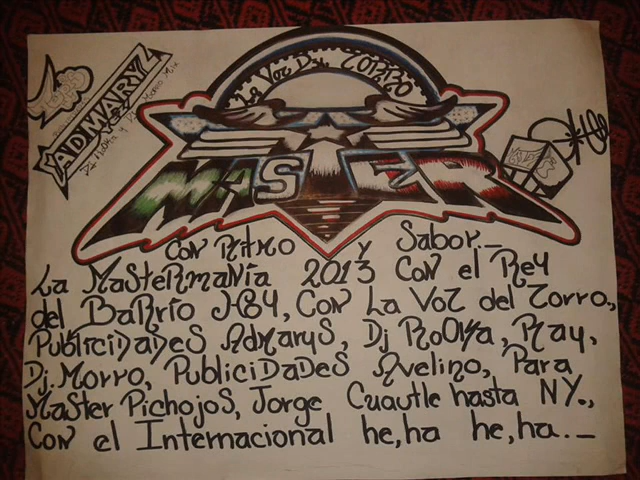 La Voz Del Zorro
ADMARYZ
MASTER
CON RitMO y SaboR._
La MaSteRmaNía 2013 CoN el Rey
del BaRRio HBY, CoN La VoZ del Zorro.,
PUBLICIDADES ADMARYS, Dj RoOKa, Ray,
Dj. Morro, PUBLICIDADES AVeliNo, Para
MaSteR PichojoS, Jorge Cuautle hasta NY.,
CoN el Internacional he,ha he,ha._